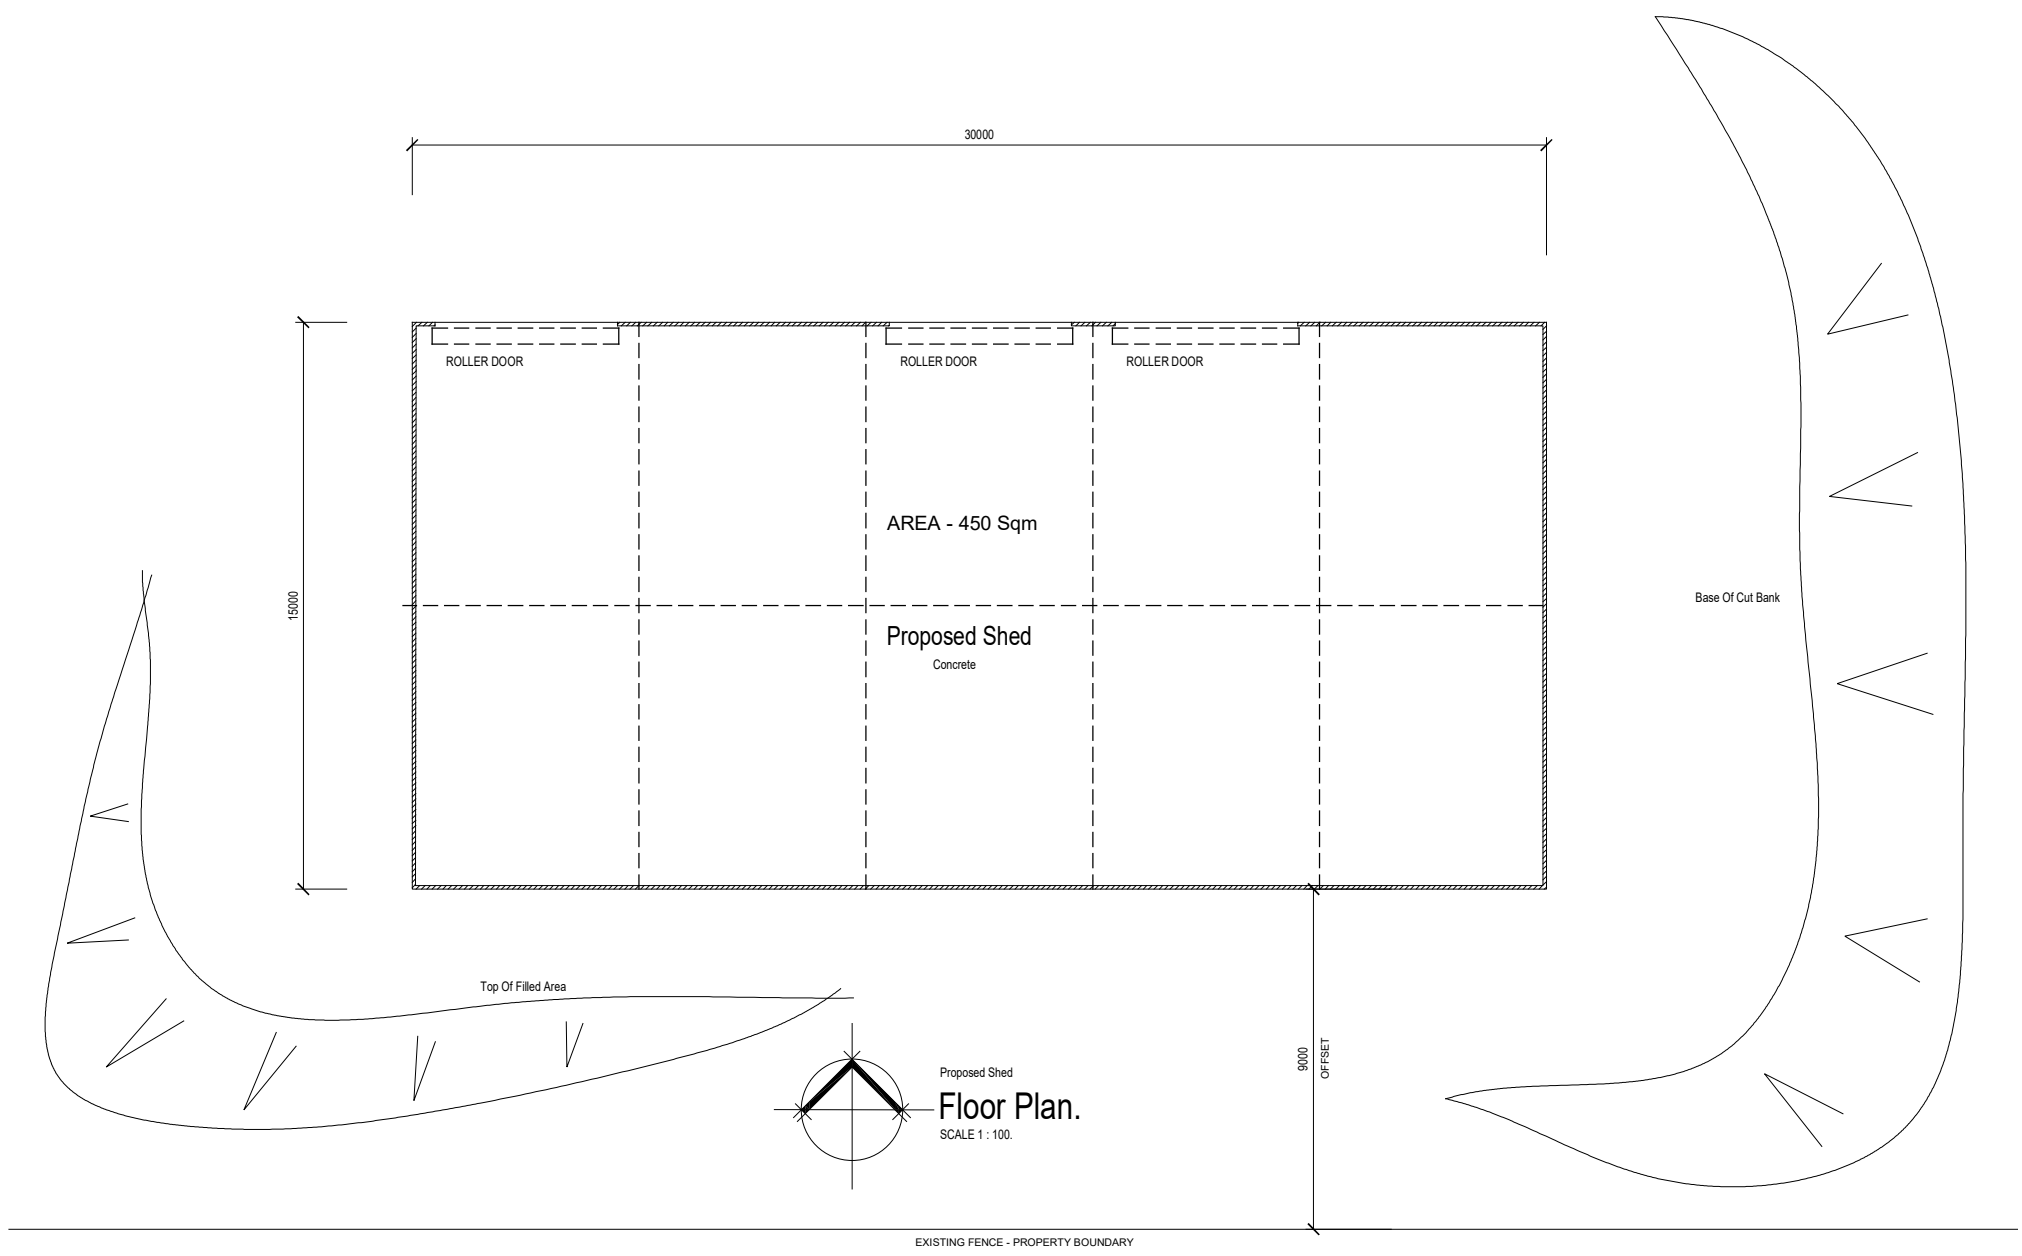 30000
ROLLER DOOR
ROLLER DOOR
ROLLER DOOR
AREA - 450 Sqm
15000
Base Of Cut Bank
Proposed Shed
Concrete
Top Of Filled Area
9000
OFFSET
Proposed Shed
Floor Plan.
SCALE 1 : 100.
EXISTING FENCE - PROPERTY BOUNDARY